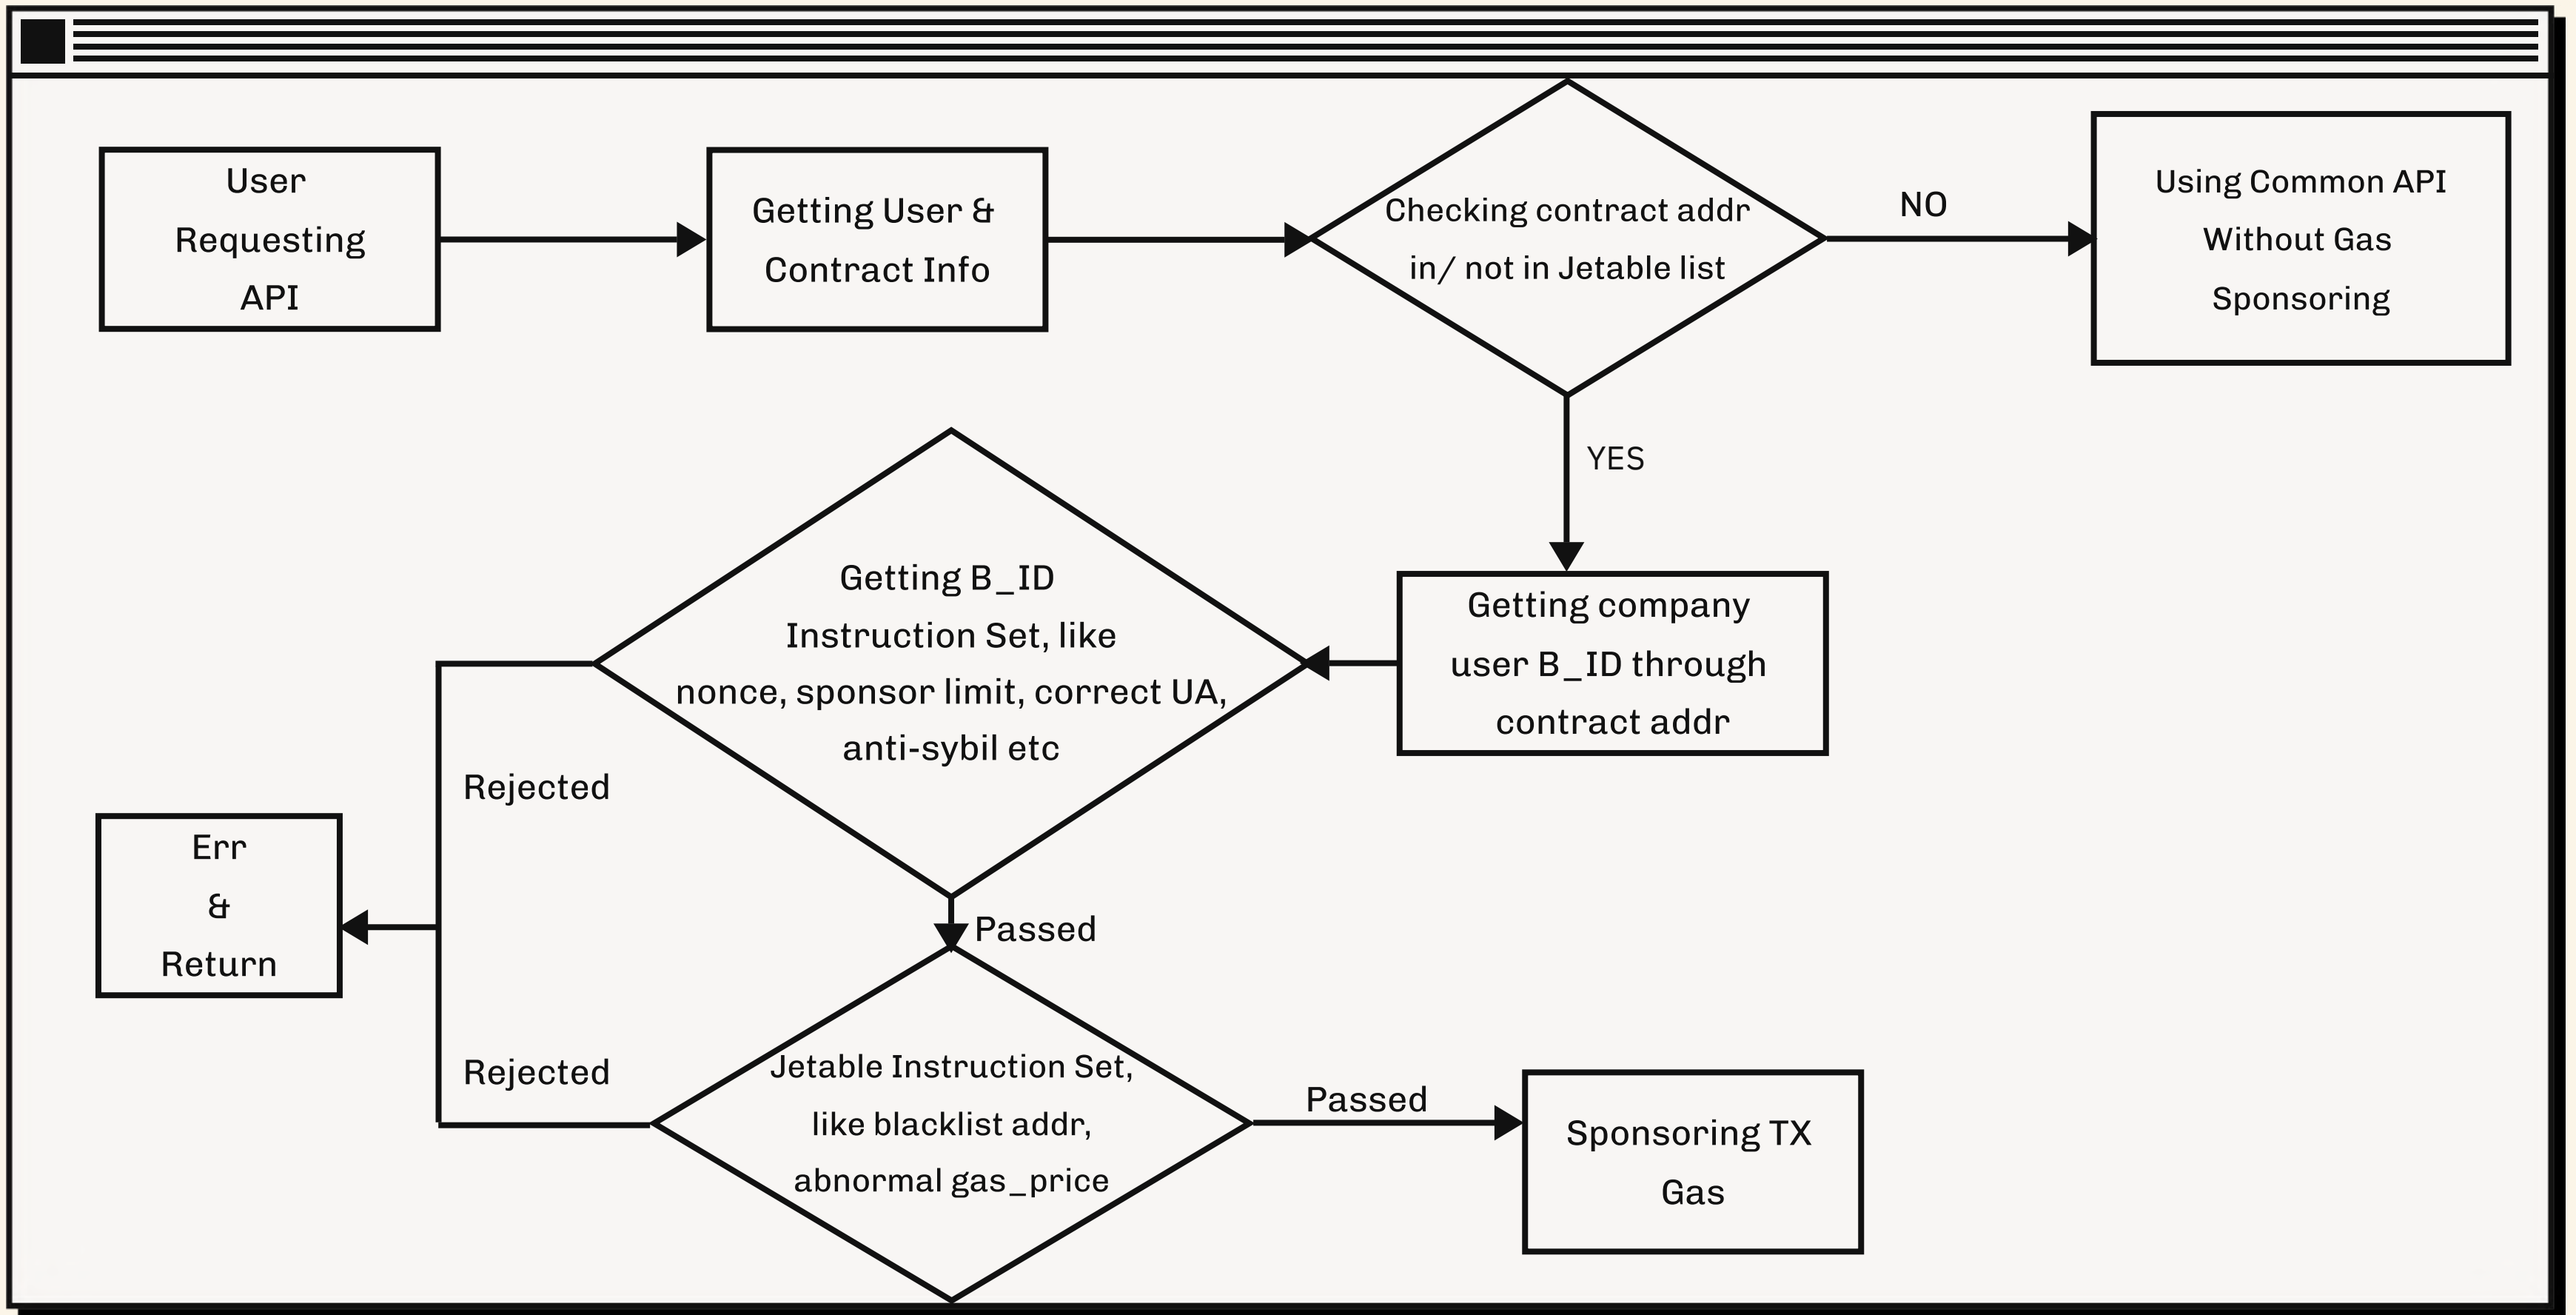 User
Requesting
API
Getting User &
Contract Info
Checking contract addr
in/ not in Jetable list
NO
Using Common API
Without Gas
Sponsoring
YES
Getting company
user B_ID through
contract addr
Getting B_ID
Instruction Set, like
nonce, sponsor limit, correct UA,
anti-sybil etc
Rejected
Err
&
Return
Passed
Rejected
Jetable Instruction Set,
like blacklist addr,
abnormal gas_price
Passed
Sponsoring TX
Gas